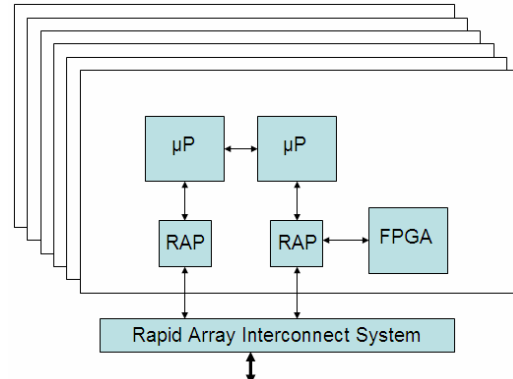 µP
µP
RAP
RAP
FPGA
Rapid Array Interconnect System